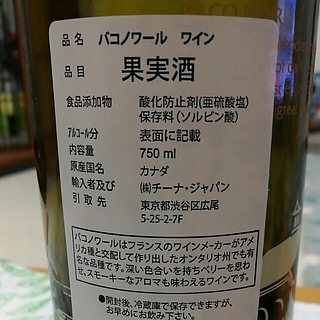 BACO NOIR
品名 バコノワール ワイン
品目 果実酒
食品添加物 酸化防止剤(亜硫酸塩)
保存料(ソルビン酸)
アルコール分 表面に記載
内容量 750 ml
原産国名 カナダ
輸入者及び ㈱チーナ・ジャパン
引取先 東京都渋谷区広尾
5-25-2-7F
バコノワールはフランスのワインメーカーがアメ
リカ種と交配して作り出したオンタリオ州でも有
名な品種です。深い色合いを持ちベリーを思わ
せ、スモーキーなアロマも味わえるワインです。
●開封後、冷蔵庫で保存できますが、
お早めにお飲み下さい。